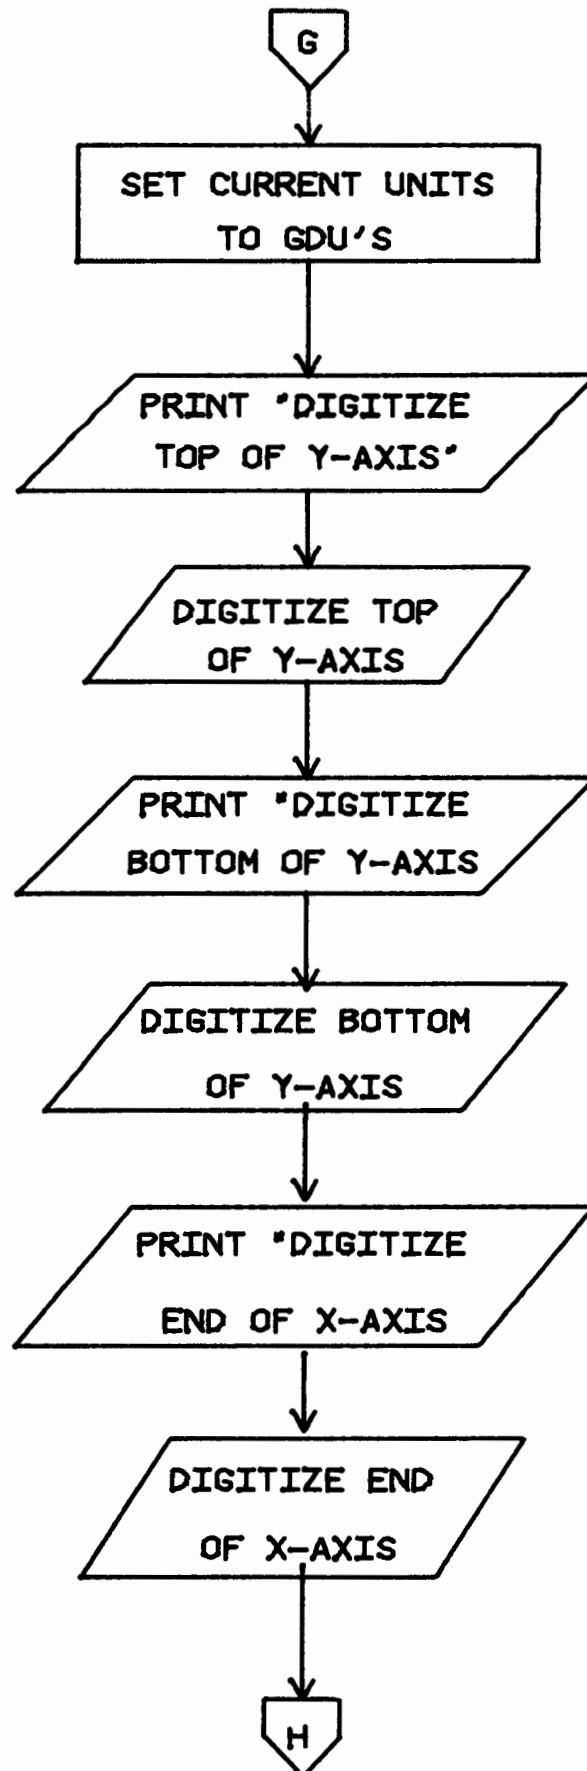 G
SET CURRENT UNITS
TO GDU'S
PRINT "DIGITIZE
TOP OF Y-AXIS"
DIGITIZE TOP
OF Y-AXIS
PRINT "DIGITIZE
BOTTOM OF Y-AXIS
DIGITIZE BOTTOM
OF Y-AXIS
PRINT "DIGITIZE
END OF X-AXIS
DIGITIZE END
OF X-AXIS
H